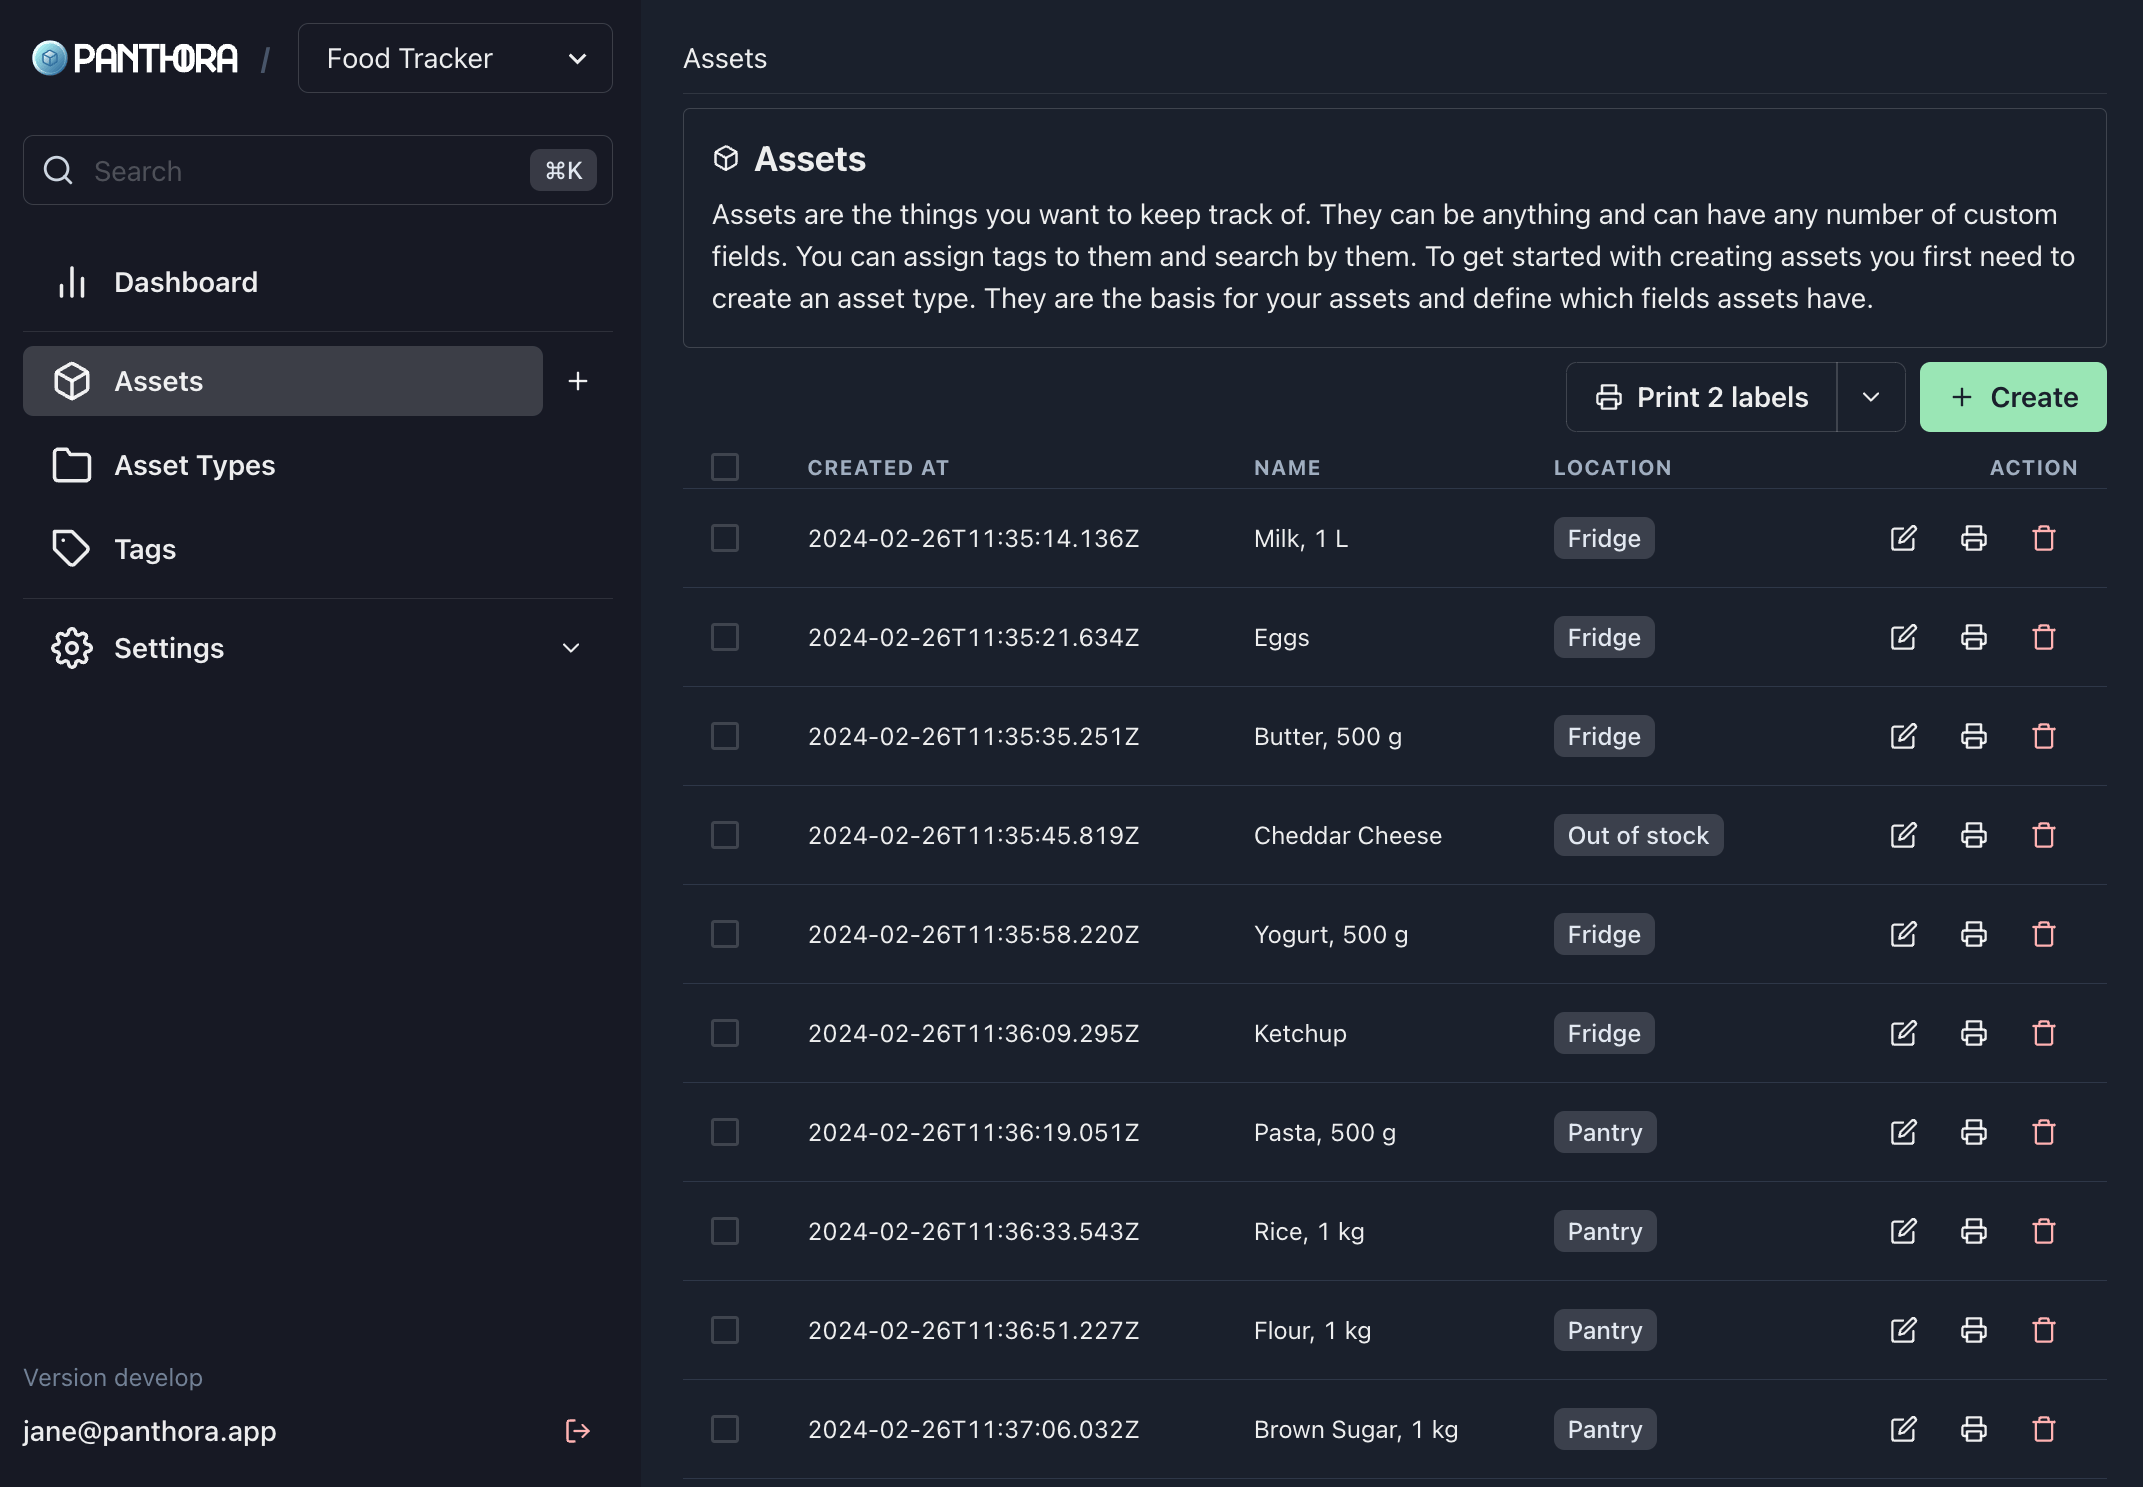 PANTHORA / Food Tracker
Search ⌘K
Dashboard
Assets
Asset Types
Tags
Settings
Version develop
jane@panthora.app
Assets
Assets
Assets are the things you want to keep track of. They can be anything and can have any number of custom
fields. You can assign tags to them and search by them. To get started with creating assets you first need to
create an asset type. They are the basis for your assets and define which fields assets have.
Print 2 labels + Create
CREATED AT NAME LOCATION ACTION
2024-02-26T11:35:14.136Z Milk, 1 L Fridge
2024-02-26T11:35:21.634Z Eggs Fridge
2024-02-26T11:35:35.251Z Butter, 500 g Fridge
2024-02-26T11:35:45.819Z Cheddar Cheese Out of stock
2024-02-26T11:35:58.220Z Yogurt, 500 g Fridge
2024-02-26T11:36:09.295Z Ketchup Fridge
2024-02-26T11:36:19.051Z Pasta, 500 g Pantry
2024-02-26T11:36:33.543Z Rice, 1 kg Pantry
2024-02-26T11:36:51.227Z Flour, 1 kg Pantry
2024-02-26T11:37:06.032Z Brown Sugar, 1 kg Pantry